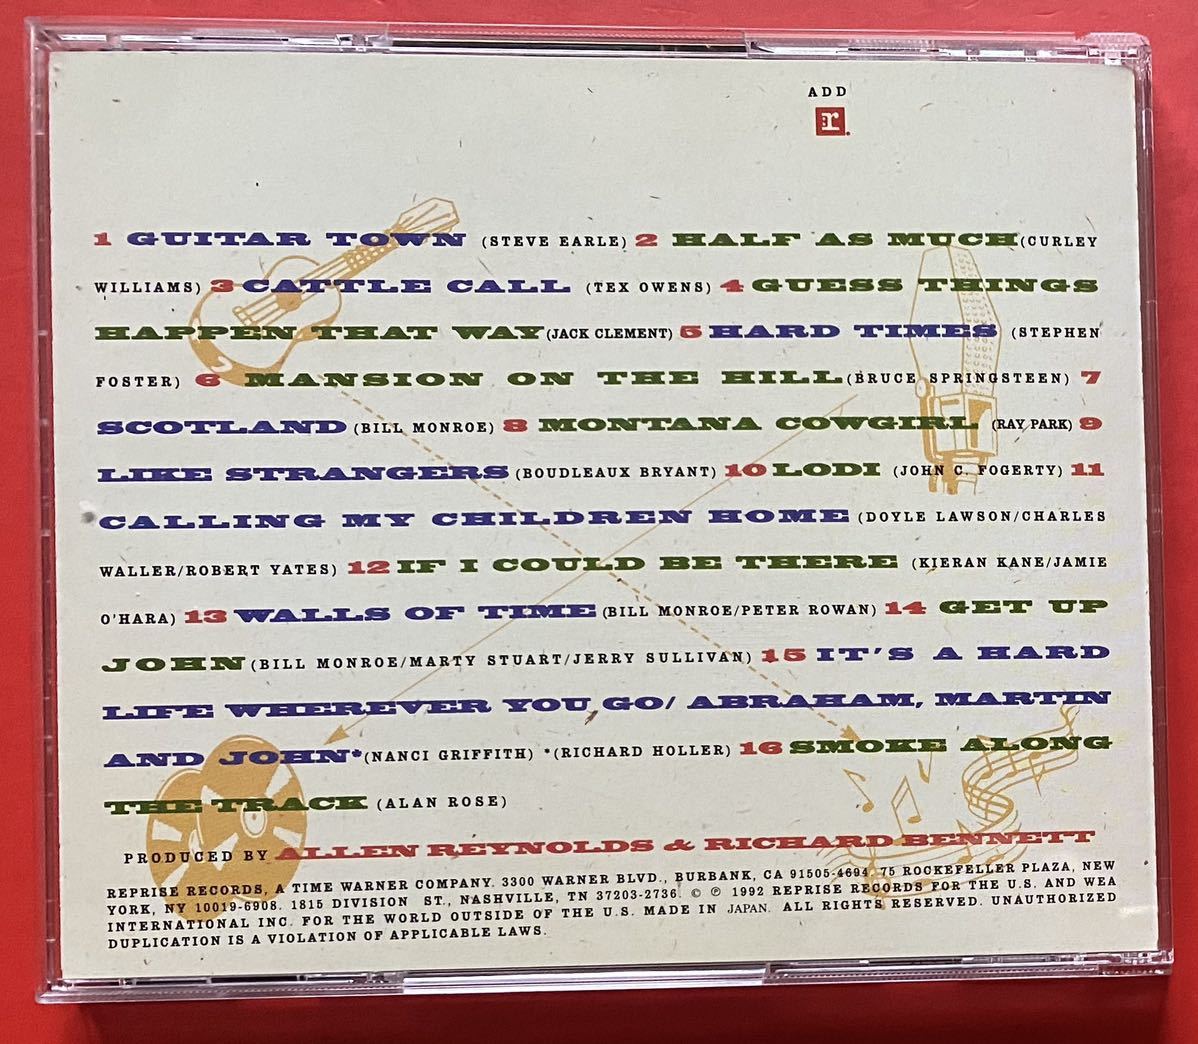 ADD
r
1 GUITAR TOWN (STEVE EARLE) 2 HALF AS MUCH (CURLEY
WILLIAMS) 3 CATTLE CALL (TEX OWENS) 4 GUESS THINGS
HAPPEN THAT WAY (JACK CLEMENT) 5 HARD TIMES (STEPHEN
FOSTER) 6 MANSION ON THE HILL (BRUCE SPRINGSTEEN) 7
SCOTLAND (BILL MONROE) 8 MONTANA COWGIRL (RAY PARK) 9
LIKE STRANGERS (BOUDLEAUX BRYANT) 10 LODI (JOHN C. FOGERTY) 11
CALLING MY CHILDREN HOME (DOYLE LAWSON/CHARLES
WALLER/ROBERT YATES) 12 IF I COULD BE THERE (KIERAN KANE/JAMIE
O'HARA) 13 WALLS OF TIME (BILL MONROE/PETER ROWAN) 14 GET UP
JOHN (BILL MONROE/MARTY STUART/JERRY SULLIVAN) 15 IT'S A HARD
LIFE WHEREVER YOU GO/ ABRAHAM, MARTIN
AND JOHN* (NANCI GRIFFITH) *(RICHARD HOLLER) 16 SMOKE ALONG
THE TRACK (ALAN ROSE)
PRODUCED BY ALLEN REYNOLDS & RICHARD BENNETT
REPRISE RECORDS, A TIME WARNER COMPANY. 3300 WARNER BLVD., BURBANK, CA 91505-4694. 75 ROCKEFELLER PLAZA, NEW
YORK, NY 10019-6908. 1815 DIVISION ST., NASHVILLE, TN 37203-2736. © ℗ 1992 REPRISE RECORDS FOR THE U.S. AND WEA
INTERNATIONAL INC. FOR THE WORLD OUTSIDE OF THE U.S. MADE IN JAPAN. ALL RIGHTS RESERVED. UNAUTHORIZED
DUPLICATION IS A VIOLATION OF APPLICABLE LAWS.